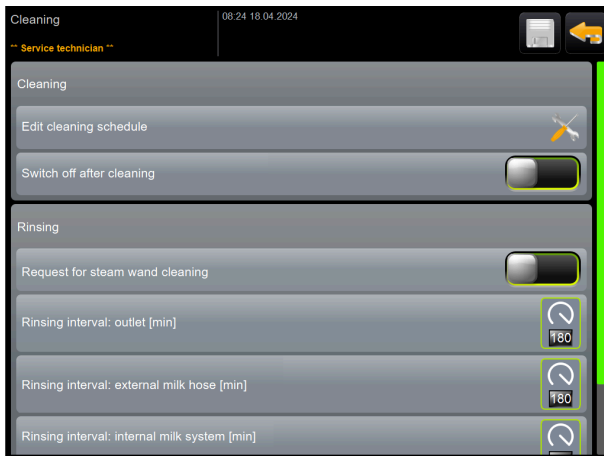 Cleaning
08:24 18.04.2024
** Service technician **
Cleaning
Edit cleaning schedule
Switch off after cleaning
Rinsing
Request for steam wand cleaning
Rinsing interval: outlet [min]
180
Rinsing interval: external milk hose [min]
180
Rinsing interval: internal milk system [min]